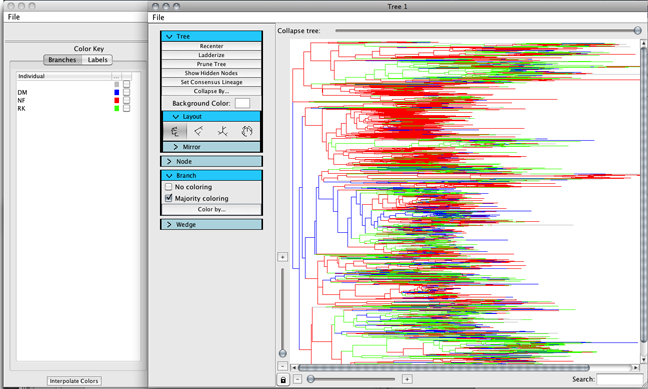 File
Color Key
Branches Labels
Individual ...
DM
NF
RK
Interpolate Colors
Tree 1
File
Tree
Recenter
Ladderize
Prune Tree
Show Hidden Nodes
Set Consensus Lineage
Collapse By...
Background Color:
Layout
Mirror
Node
Branch
No coloring
Majority coloring
Color by...
Wedge
Collapse tree:
Search: